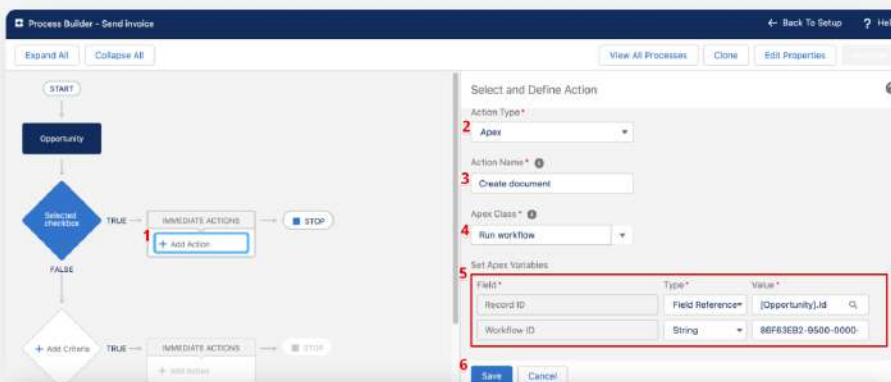 Process Builder - Send invoice
← Back To Setup
? Hel
Expand All
Collapse All
View All Processes
Clone
Edit Properties
START
Opportunity
Selected checkbox
TRUE
IMMEDIATE ACTIONS
STOP
1
+ Add Action
FALSE
+ Add Criteria
TRUE
IMMEDIATE ACTIONS
STOP
+ Add Action
Select and Define Action
Action Type*
2
Apex
Action Name*
3
Create document
Apex Class*
4
Run workflow
Set Apex Variables
5
Field* Type* Value*
Record ID Field Reference [Opportunity].Id
Workflow ID String 86F63EB2-9500-0000-
6
Save Cancel